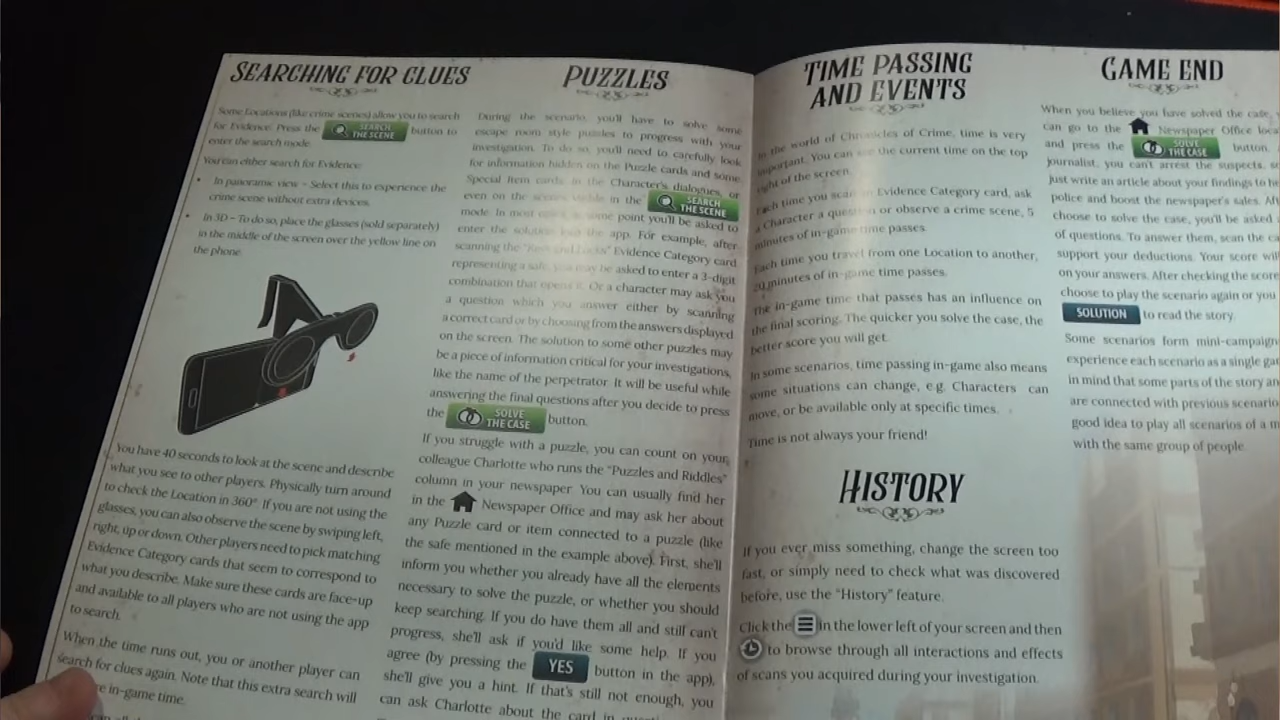 SEARCHING FOR CLUES
Some Locations (like crime scenes) allow you to search
for Evidence. Press the SEARCH THE SCENE button to
enter the search mode.
You can either search for Evidence:
• In panoramic view – Select this to experience the
crime scene without extra devices.
• In 3D – To do so, place the glasses (sold separately)
in the middle of the screen over the yellow line on
the phone.
You have 40 seconds to look at the scene and describe
what you see to other players. Physically turn around
to check the Location in 360°. If you are not using the
glasses, you can also observe the scene by swiping left,
right, up or down. Other players need to pick matching
Evidence Category cards that seem to correspond to
what you describe. Make sure these cards are face-up
and available to all players who are not using the app
to search.
When the time runs out, you or another player can
search for clues again. Note that this extra search will
in-game time.
PUZZLES
During the scenario, you'll have to solve some
escape room style puzzles to progress with your
investigation. To do so, you'll need to carefully look
for information hidden on the Puzzle cards and some
Special Item cards, in the Character's dialogues, or
even on the scenes visible in the SEARCH THE SCENE
mode. In most cases, at some point you'll be asked to
enter the solution into the app. For example, after
scanning the "Keys and Locks" Evidence Category card
representing a safe, you may be asked to enter a 3-digit
combination that opens it. Or a character may ask you
a question which you answer either by scanning
a correct card or by choosing from the answers displayed
on the screen. The solution to some other puzzles may
be a piece of information critical for your investigations,
like the name of the perpetrator. It will be useful while
answering the final questions after you decide to press
the SOLVE THE CASE button.
If you struggle with a puzzle, you can count on your
colleague Charlotte who runs the "Puzzles and Riddles"
column in your newspaper. You can usually find her
in the Newspaper Office and may ask her about
any Puzzle card or item connected to a puzzle (like
the safe mentioned in the example above). First, she'll
inform you whether you already have all the elements
necessary to solve the puzzle, or whether you should
keep searching. If you do have them all and still can't
progress, she'll ask if you'd like some help. If you
agree (by pressing the YES button in the app),
she'll give you a hint. If that's still not enough, you
can ask Charlotte about the card in
TIME PASSING
AND EVENTS
In the world of Chronicles of Crime, time is very
important. You can see the current time on the top
right of the screen.
Each time you scan an Evidence Category card, ask
a Character a question or observe a crime scene, 5
minutes of in-game time passes.
Each time you travel from one Location to another,
20 minutes of in-game time passes.
The in-game time that passes has an influence on
the final scoring. The quicker you solve the case, the
better score you will get.
In some scenarios, time passing in-game also means
some situations can change, e.g. Characters can
move, or be available only at specific times.
Time is not always your friend!
HISTORY
If you ever miss something, change the screen too
fast, or simply need to check what was discovered
before, use the "History" feature.
Click the in the lower left of your screen and then
to browse through all interactions and effects
of scans you acquired during your investigation.
GAME END
When you believe you have solved the case,
can go to the Newspaper Office
and press the SOLVE THE CASE button.
journalist, you can't arrest the suspects,
just write an article about your findings to
police and boost the newspaper's sales.
choose to solve the case, you'll be asked
of questions. To answer them, scan the
support your deductions. Your score
on your answers. After checking the score
choose to play the scenario again or
SOLUTION to read the story.
Some scenarios form
experience each scenario as a single
in mind that some parts of the story
are connected with previous
good idea to play all scenarios of a
with the same group of people.